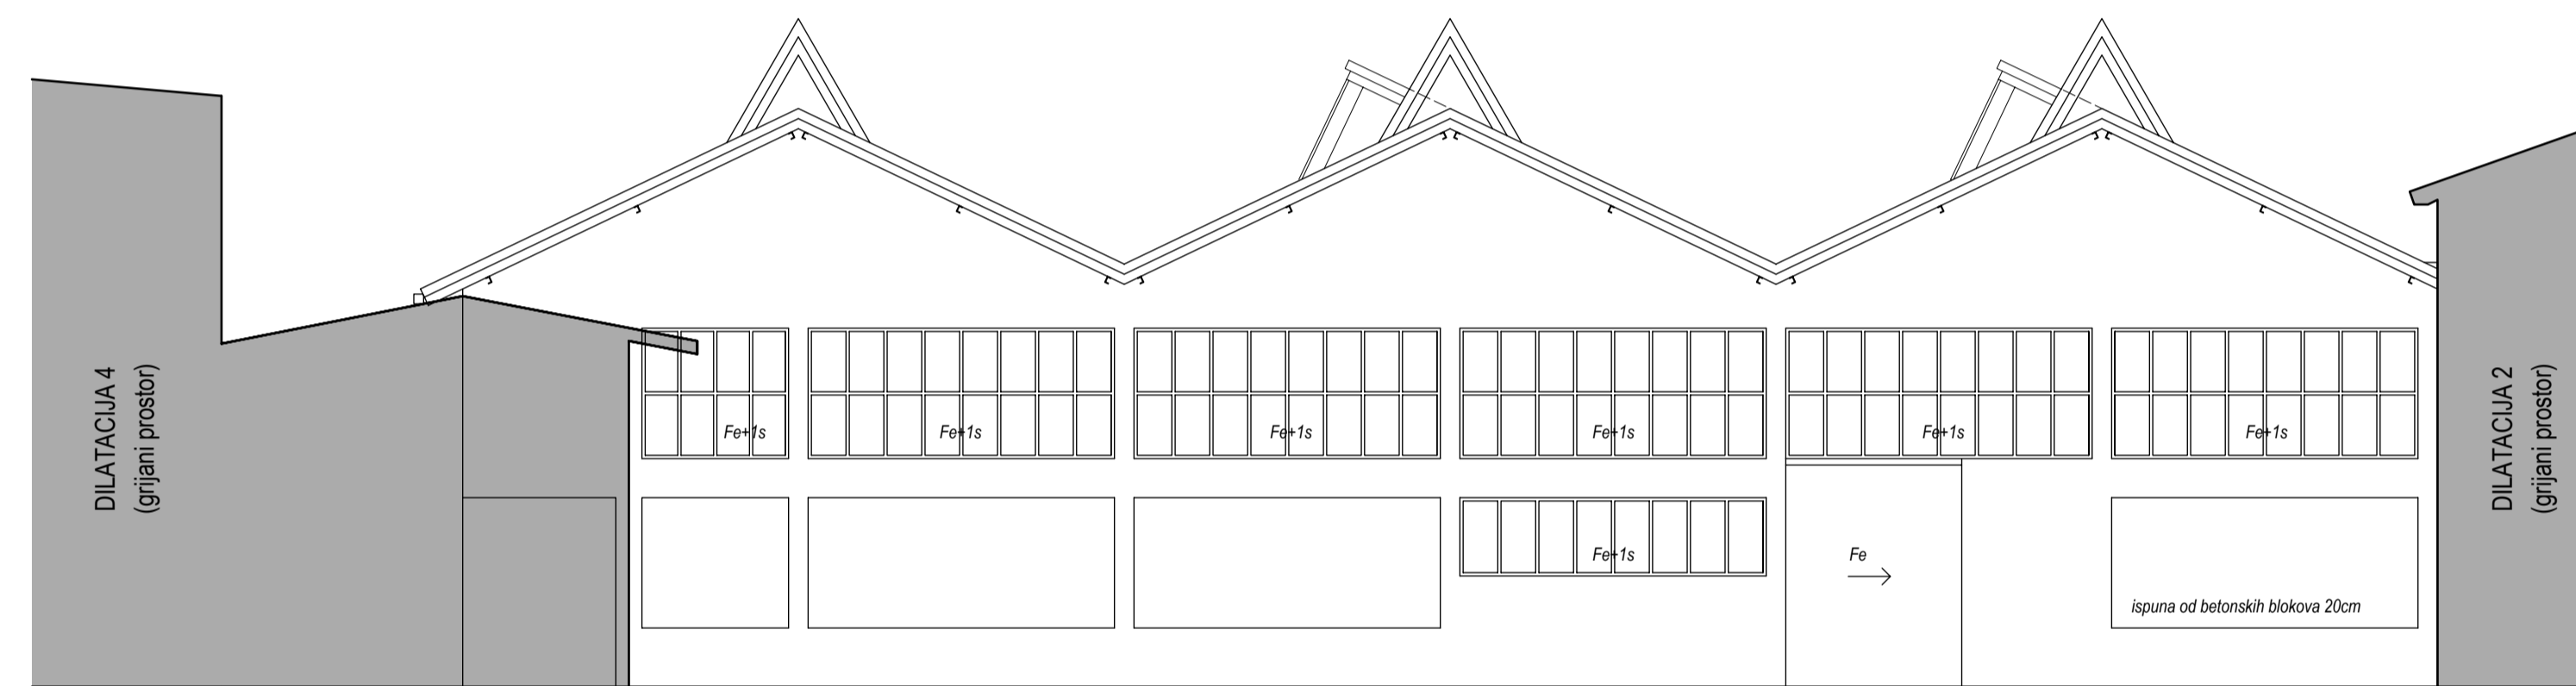 DILATACIJA 4
(grijani prostor)
Fe+1s
Fe+1s
Fe+1s
Fe+1s
Fe+1s
Fe+1s
Fe+1s
Fe
ispuna od betonskih blokova 20cm
DILATACIJA 2
(grijani prostor)